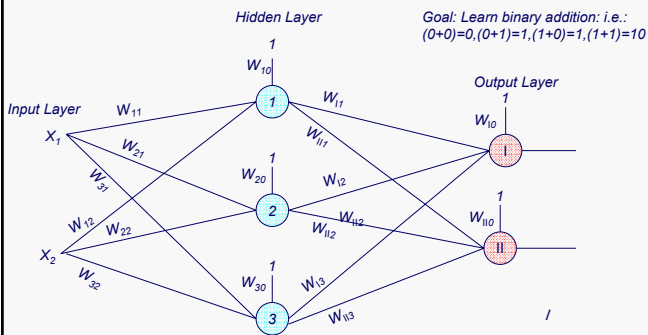 Hidden Layer
Goal: Learn binary addition: i.e.:
(0+0)=0,(0+1)=1,(1+0)=1,(1+1)=10
1
W10
Output Layer
1
WI0
Input Layer
W11
1
WI1
WII1
X1
W21
W31
1
W20
WI2
I
1
WII0
W12
W22
2
WII2
WII2
II
X2
W32
1
W30
WI3
WII3
3
I